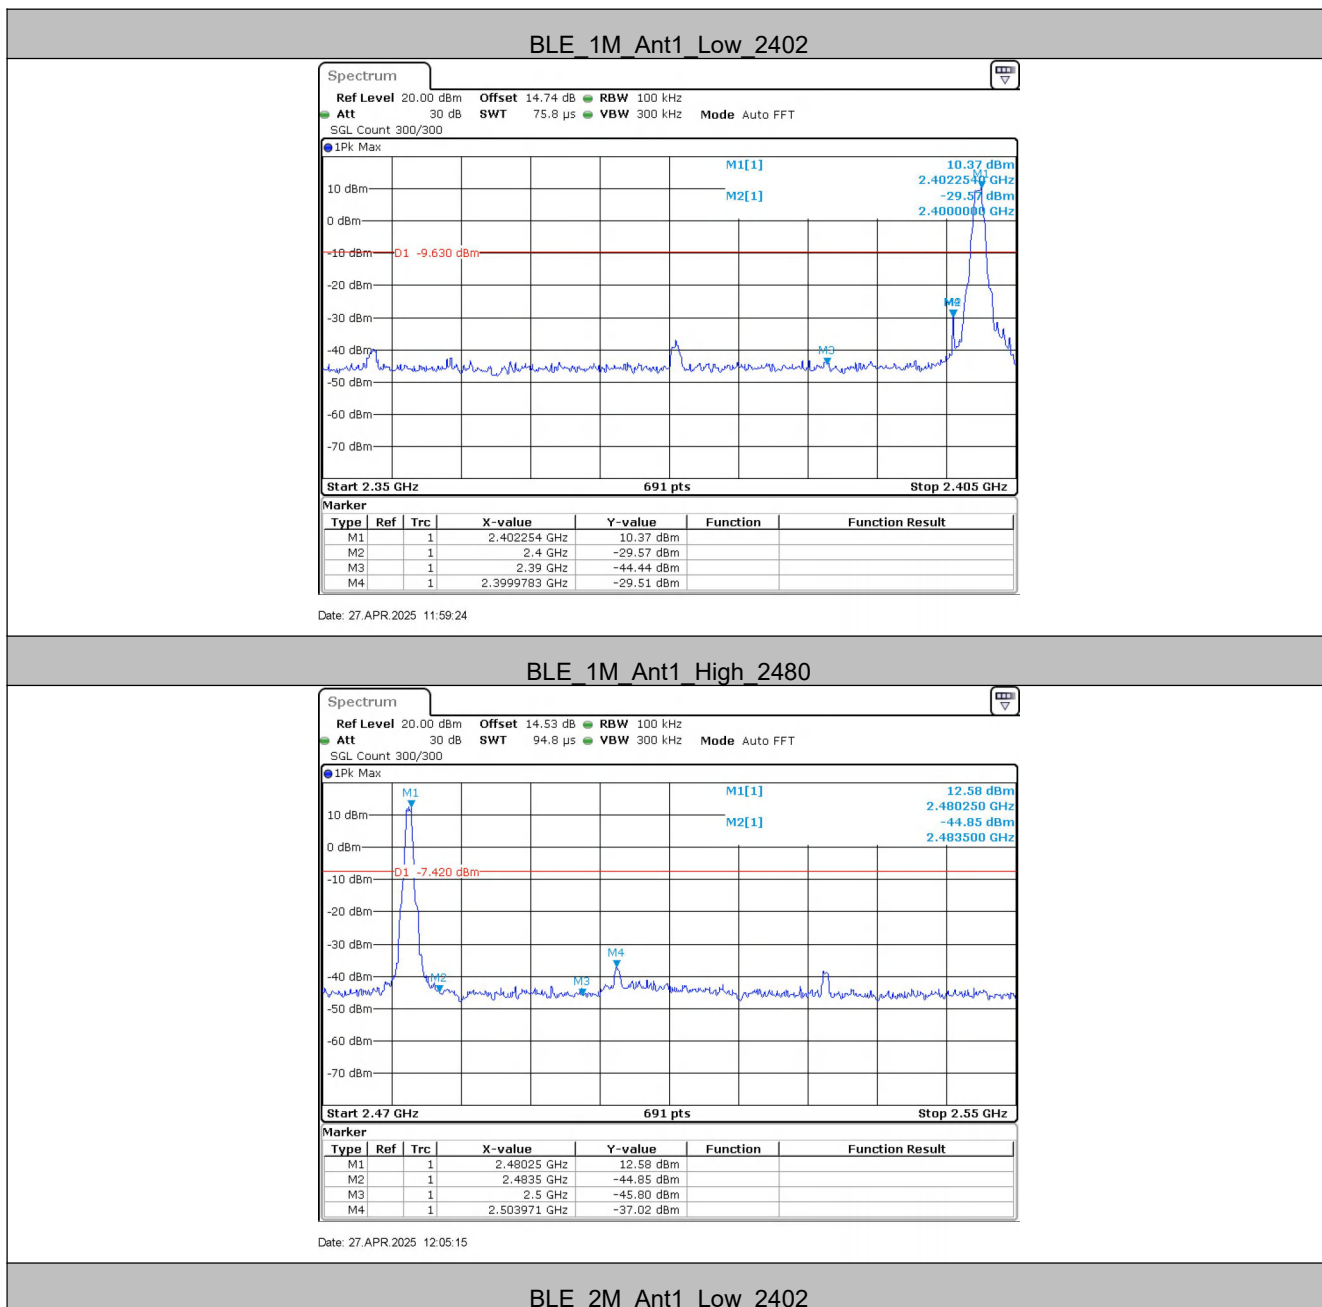 BLE_1M_Ant1_Low_2402
Spectrum
Ref Level 20.00 dBm Offset 14.74 dB RBW 100 kHz
Att 30 dB SWT 75.8 µs VBW 300 kHz Mode Auto FFT
SGL Count 300/300
1Pk Max
M1[1] 10.37 dBm
2.4022540 GHz
M2[1] -29.57 dBm
2.4000000 GHz
M1
10 dBm
0 dBm
-10 dBm
D1 -9.630 dBm
-20 dBm
-30 dBm
-40 dBm
M3
-50 dBm
-60 dBm
-70 dBm
Start 2.35 GHz 691 pts Stop 2.405 GHz
Marker
Type Ref Trc X-value Y-value Function Function Result
M1 1 2.402254 GHz 10.37 dBm
M2 1 2.4 GHz -29.57 dBm
M3 1 2.39 GHz -44.44 dBm
M4 1 2.3999783 GHz -29.51 dBm
Date: 27.APR.2025 11:59:24
BLE_1M_Ant1_High_2480
Spectrum
Ref Level 20.00 dBm Offset 14.53 dB RBW 100 kHz
Att 30 dB SWT 94.8 µs VBW 300 kHz Mode Auto FFT
SGL Count 300/300
1Pk Max
M1
M1[1] 12.58 dBm
2.480250 GHz
M2[1] -44.85 dBm
2.483500 GHz
10 dBm
0 dBm
D1 -7.420 dBm
-10 dBm
-20 dBm
-30 dBm
M4
-40 dBm
M2
M3
-50 dBm
-60 dBm
-70 dBm
Start 2.47 GHz 691 pts Stop 2.55 GHz
Marker
Type Ref Trc X-value Y-value Function Function Result
M1 1 2.48025 GHz 12.58 dBm
M2 1 2.4835 GHz -44.85 dBm
M3 1 2.5 GHz -45.80 dBm
M4 1 2.503971 GHz -37.02 dBm
Date: 27.APR.2025 12:05:15
BLE_2M_Ant1_Low_2402